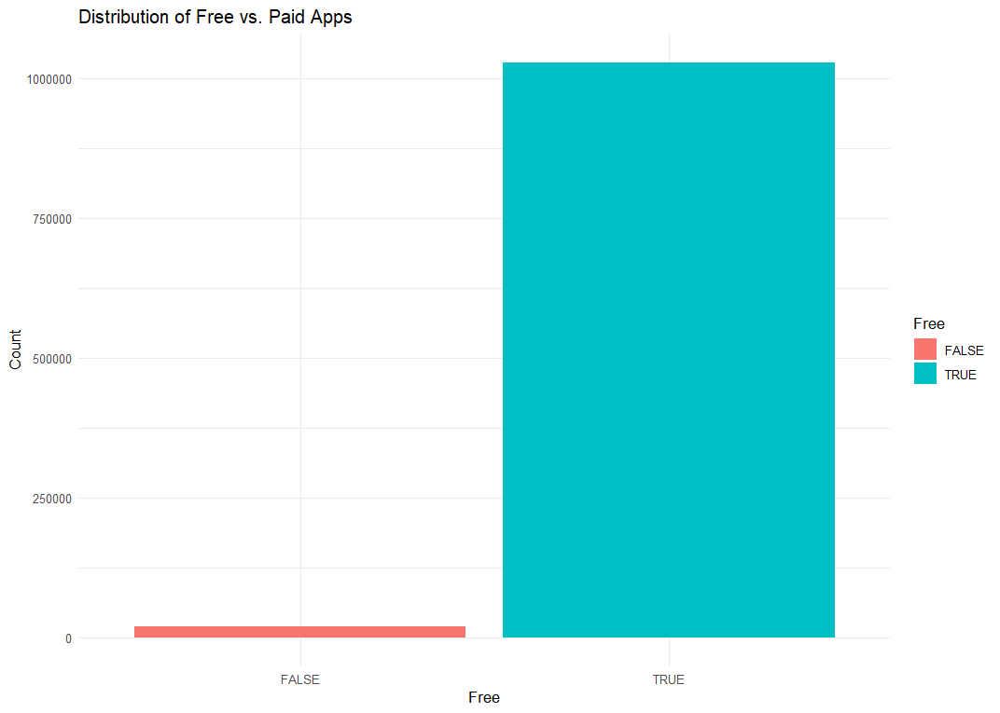 Distribution of Free vs. Paid Apps
1000000
750000
500000
250000
0
Count
FALSE
TRUE
Free
Free
FALSE
TRUE